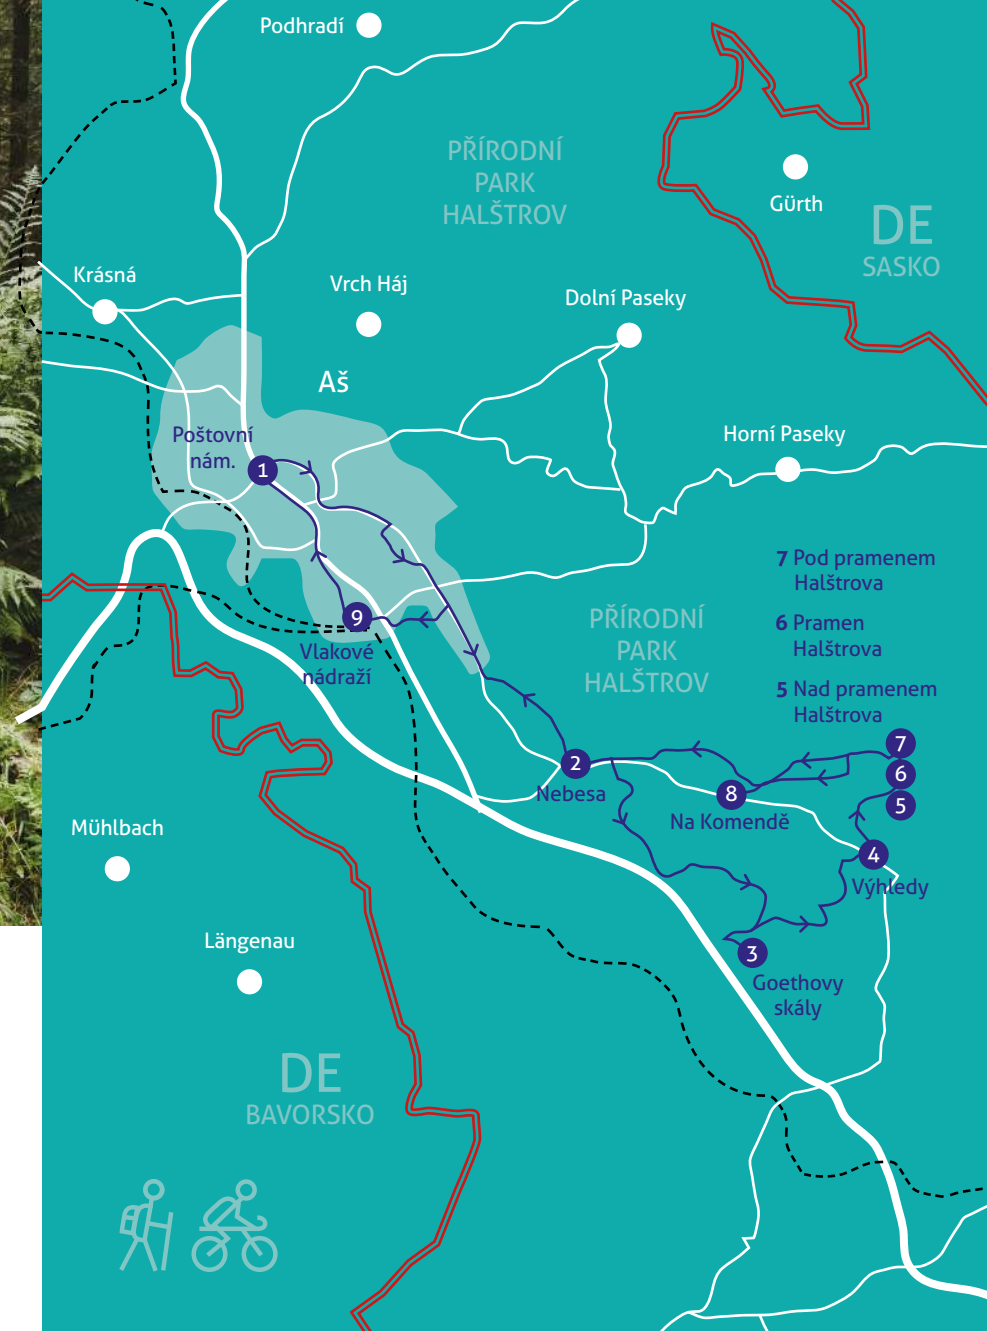 Podhradí
PŘÍRODNÍ
PARK
HALŠTROV
Gürth
DE
SASKO
Krásná
Vrch Háj
Dolní Paseky
Aš
Poštovní
nám.
1
Horní Paseky
7 Pod pramenem
Halštrova
6 Pramen
Halštrova
5 Nad pramenem
Halštrova
PŘÍRODNÍ
PARK
HALŠTROV
9
Vlakové
nádraží
7
6
5
2
Nebesa
8
Na Komendě
4
Výhledy
Mühlbach
3
Goethovy
skály
Längenau
DE
BAVORSKO